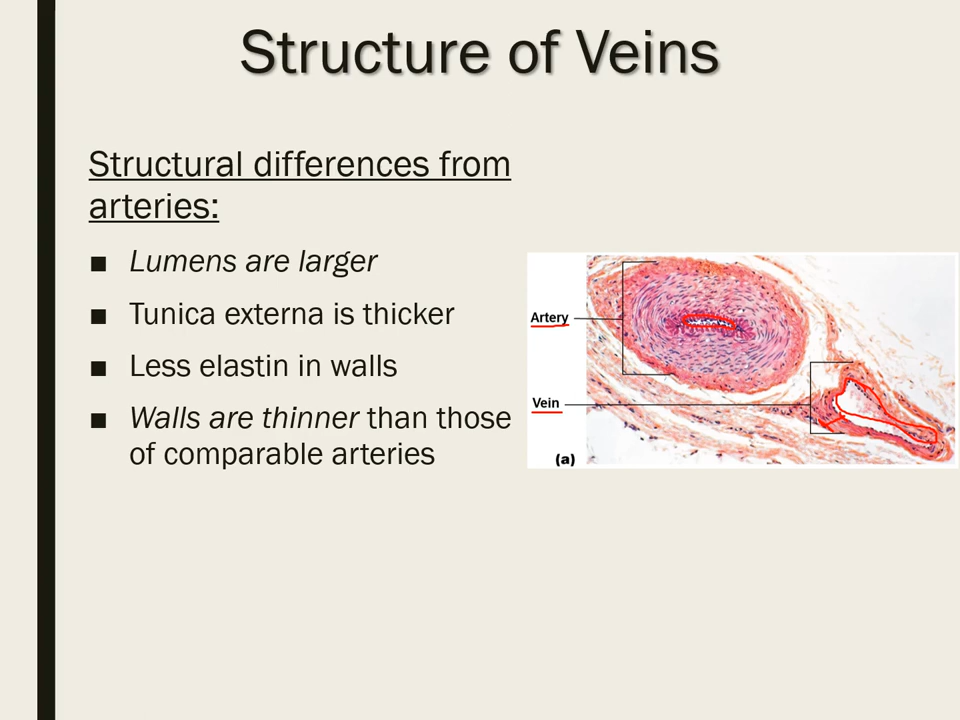 Structure of Veins
Structural differences from
arteries:
■ Lumens are larger
■ Tunica externa is thicker
■ Less elastin in walls
■ Walls are thinner than those
of comparable arteries
Artery
Vein
(a)